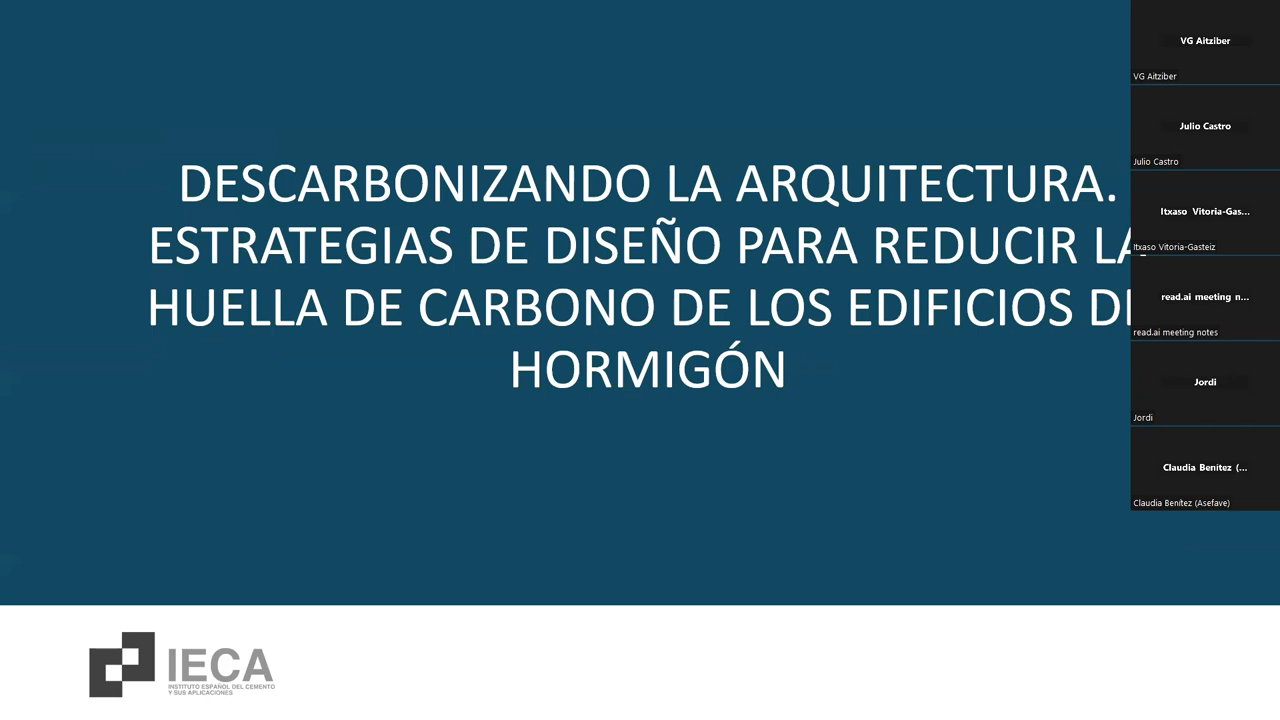 DESCARBONIZANDO LA ARQUITECTURA.
ESTRATEGIAS DE DISEÑO PARA REDUCIR LA
HUELLA DE CARBONO DE LOS EDIFICIOS DE
HORMIGÓN
VG Aitziber
VG Aitziber
Julio Castro
Julio Castro
Itxaso Vitoria-Gas...
Itxaso Vitoria-Gasteiz
read.ai meeting n...
read.ai meeting notes
Jordi
Jordi
Claudia Benítez (...
Claudia Benítez (Asefave)
IECA
INSTITUTO ESPAÑOL DEL CEMENTO
Y SUS APLICACIONES